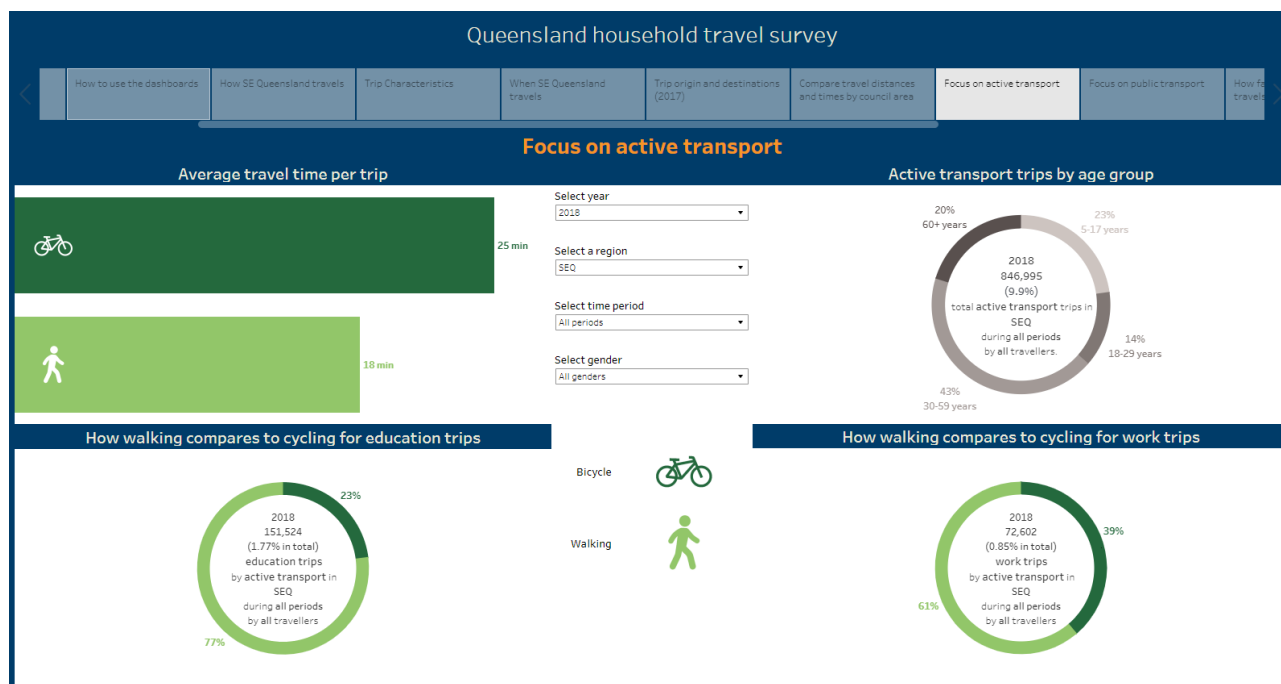 Queensland household travel survey
How to use the dashboards
How SE Queensland travels
Trip Characteristics
When SE Queensland
travels
Trip origin and destinations
(2017)
Compare travel distances
and times by council area
Focus on active transport
Focus on public transport
How fa
travels
Focus on active transport
Average travel time per trip
25 min
18 min
Select year
2018
Select a region
SEQ
Select time period
All periods
Select gender
All genders
Active transport trips by age group
20%
60+ years
23%
5-17 years
2018
846,995
(9.9%)
total active transport trips in
SEQ
during all periods
by all travellers.
14%
18-29 years
43%
30-59 years
How walking compares to cycling for education trips
23%
2018
151,524
(1.77% in total)
education trips
by active transport in
SEQ
during all periods
by all travellers
77%
Bicycle
Walking
How walking compares to cycling for work trips
2018
72,602
(0.85% in total)
work trips
by active transport in
SEQ
during all periods
by all travellers
39%
61%